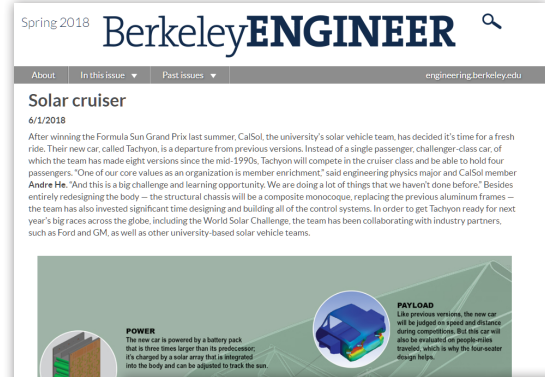 Spring 2018
BerkeleyENGINEER
About In this issue ▼ Past issues ▼ engineering.berkeley.edu
Solar cruiser
6/1/2018
After winning the Formula Sun Grand Prix last summer, CalSol, the university's solar vehicle team, has decided it's time for a fresh
ride. Their new car, called Tachyon, is a departure from previous versions. Instead of a single passenger, challenger-class car, of
which the team has made eight versions since the mid-1990s, Tachyon will compete in the cruiser class and be able to hold four
passengers. "One of our core values as an organization is member enrichment," said engineering physics major and CalSol member
Andre He. "And this is a big challenge and learning opportunity. We are doing a lot of things that we haven't done before." Besides
entirely redesigning the body — the structural chassis will be a composite monocoque, replacing the previous aluminum frames —
the team has also invested significant time designing and building all of the control systems. In order to get Tachyon ready for next
year's big races across the globe, including the World Solar Challenge, the team has been collaborating with industry partners,
such as Ford and GM, as well as other university-based solar vehicle teams.
PAYLOAD
Like previous versions, the new car
will be judged on speed and distance
during competitions. But this car will
also be evaluated on people-miles
traveled, which is why the four-seater
design helps.
POWER
The new car is powered by a battery pack
that is three times larger than its predecessor;
it's charged by a solar array that is integrated
into the body and can be adjusted to track the sun.